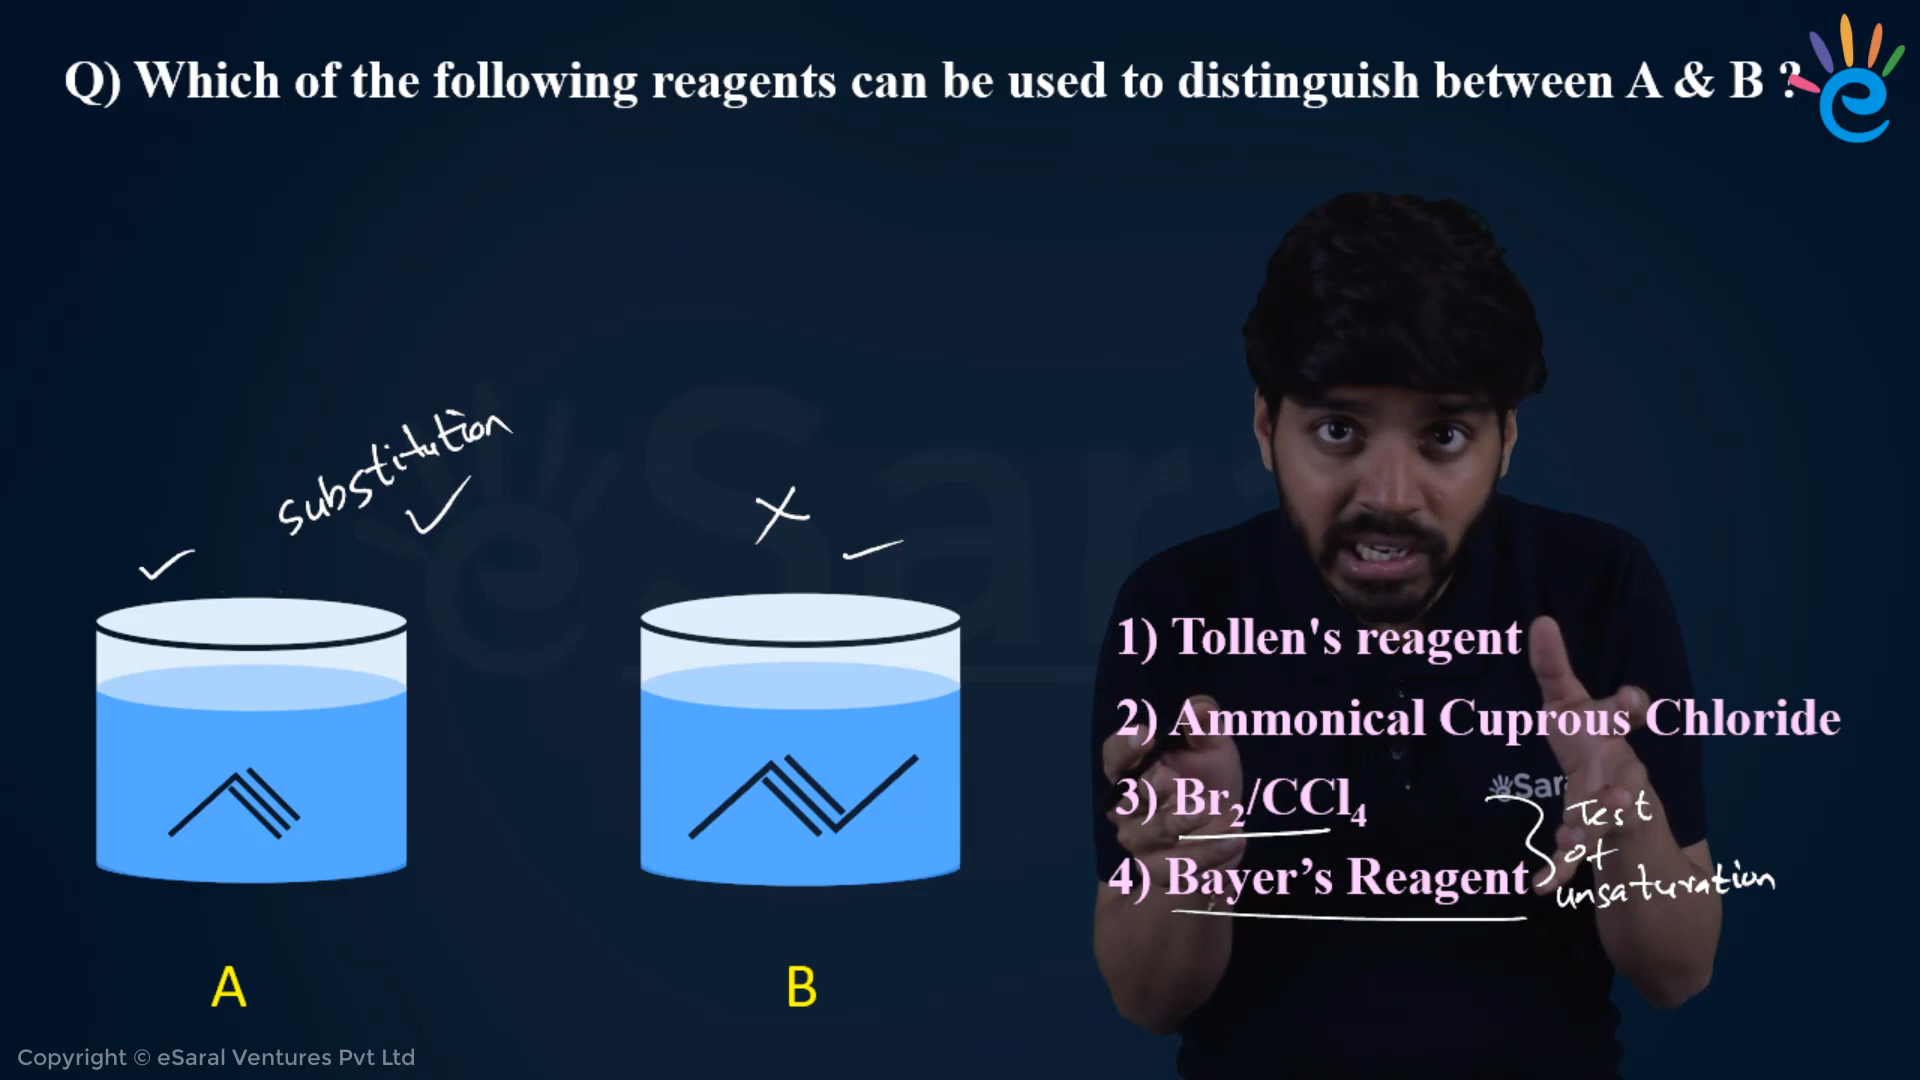 Q) Which of the following reagents can be used to distinguish between A & B ?
substitution
1) Tollen's reagent
2) Ammonical Cuprous Chloride
3) Br₂/CCl₄
4) Bayer’s Reagent
Test
of
unsaturation
A
B
Copyright © eSaral Ventures Pvt Ltd